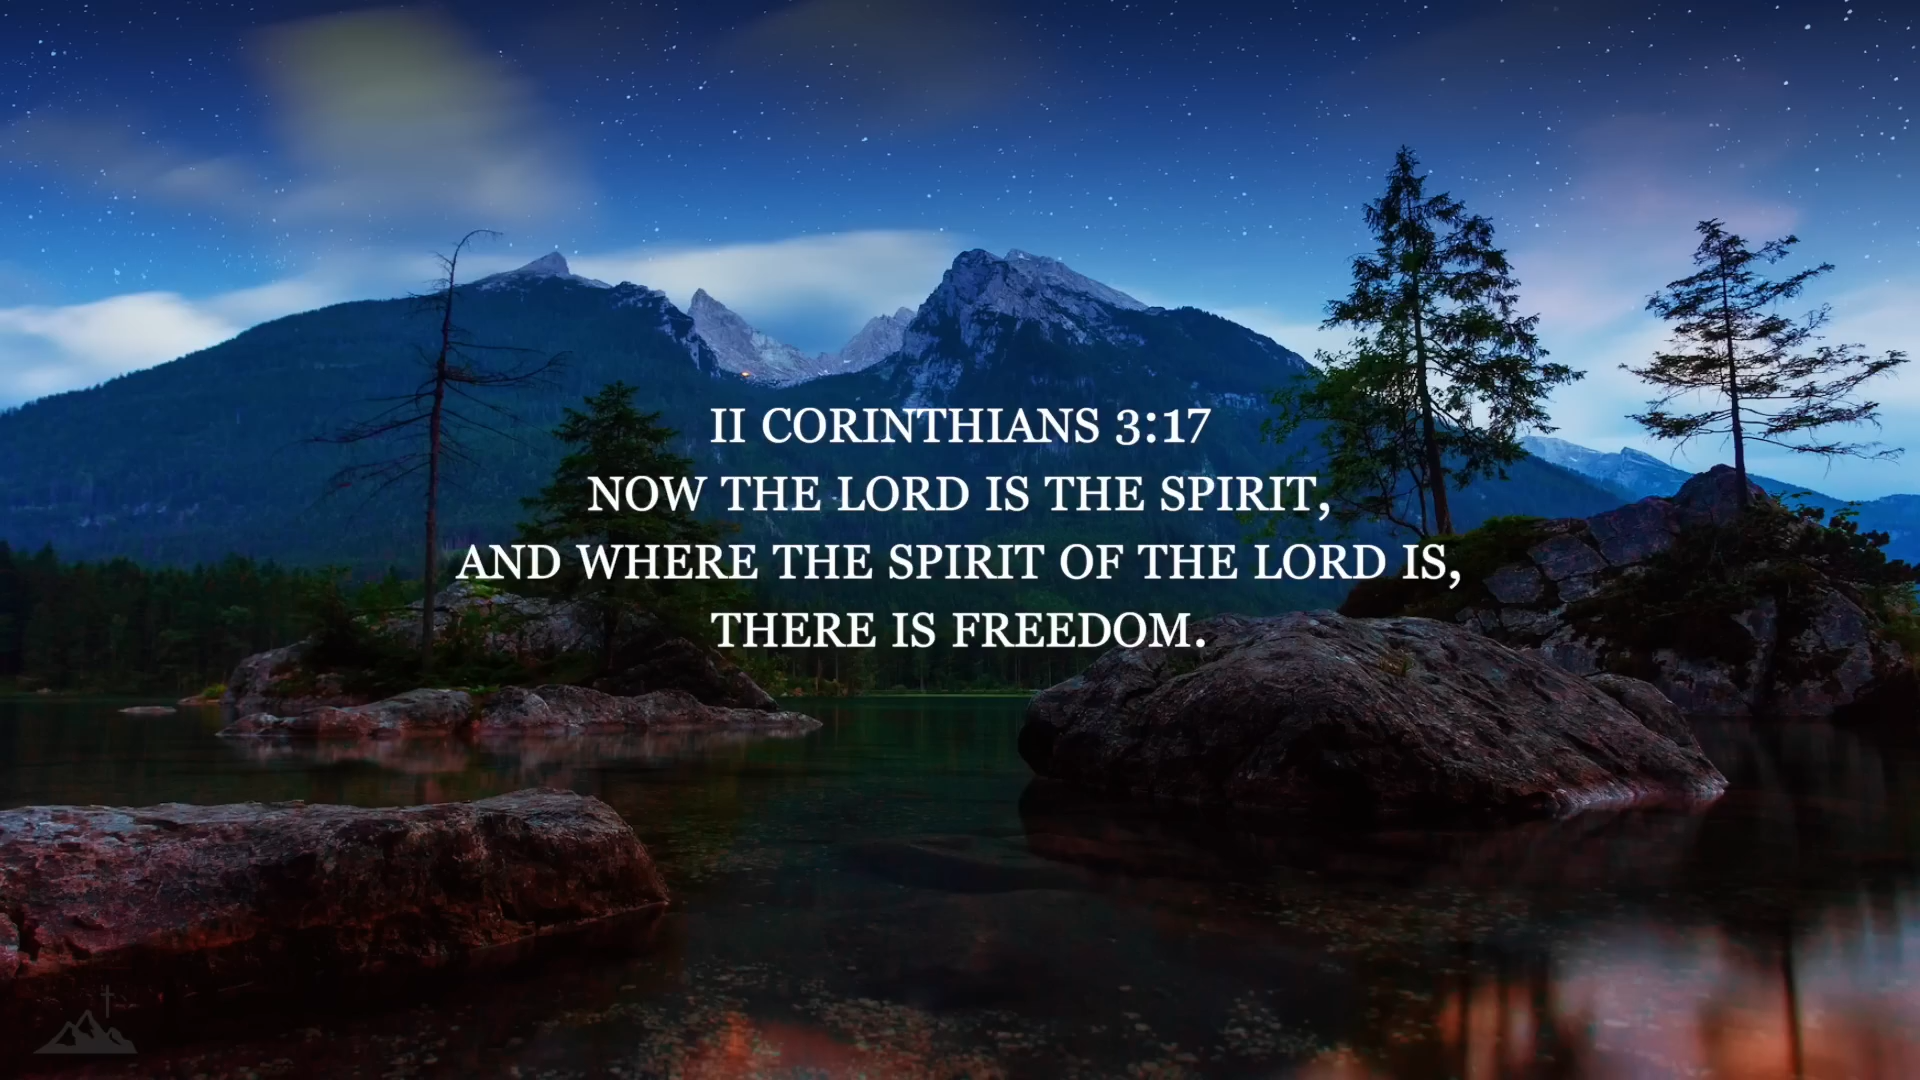 II CORINTHIANS 3:17
NOW THE LORD IS THE SPIRIT,
AND WHERE THE SPIRIT OF THE LORD IS,
THERE IS FREEDOM.